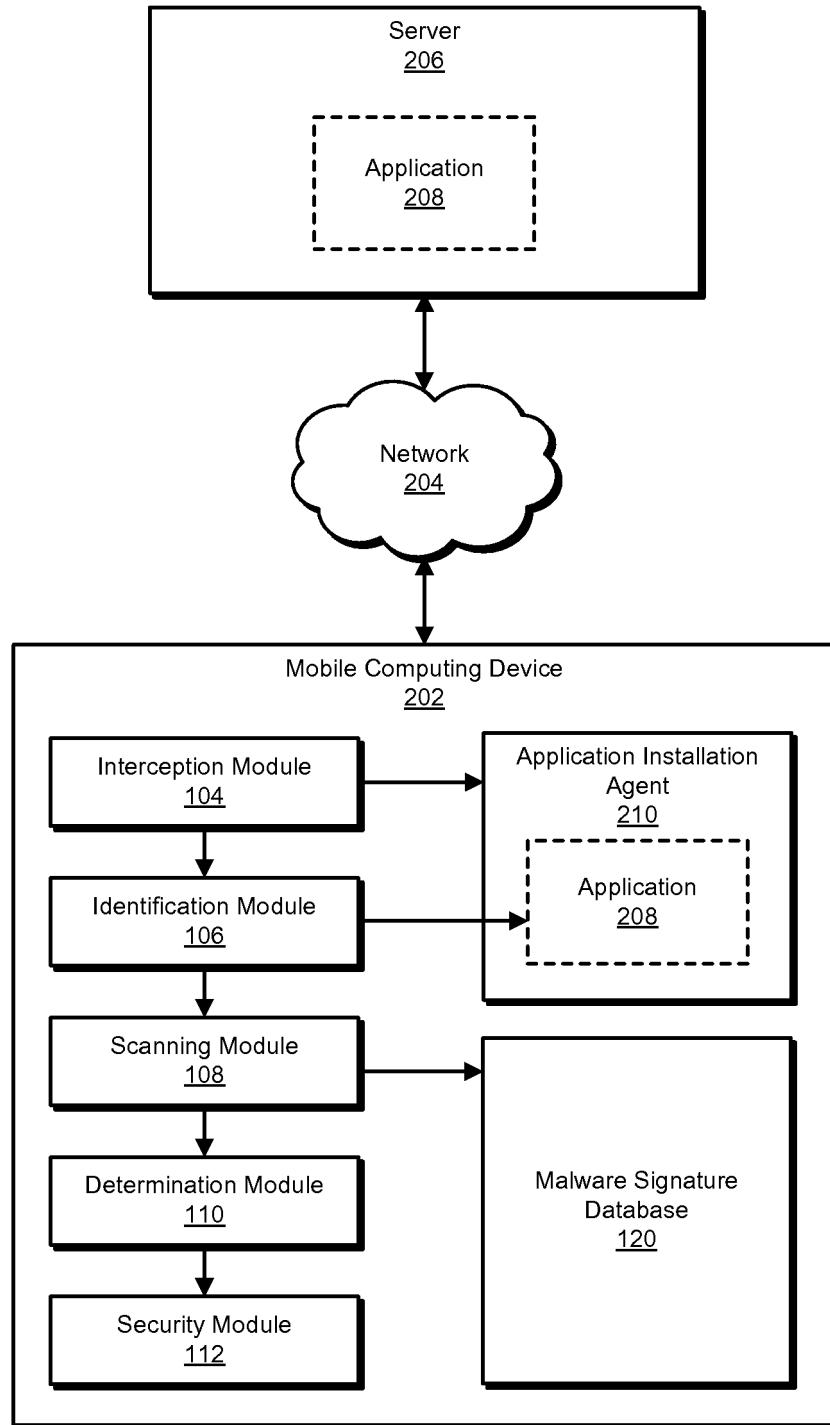 Server
206
Application
208
Network
204
Mobile Computing Device
202
Interception Module
104
Application Installation
Agent
210
Identification Module
106
Application
208
Scanning Module
108
Malware Signature
Database
120
Determination Module
110
Security Module
112